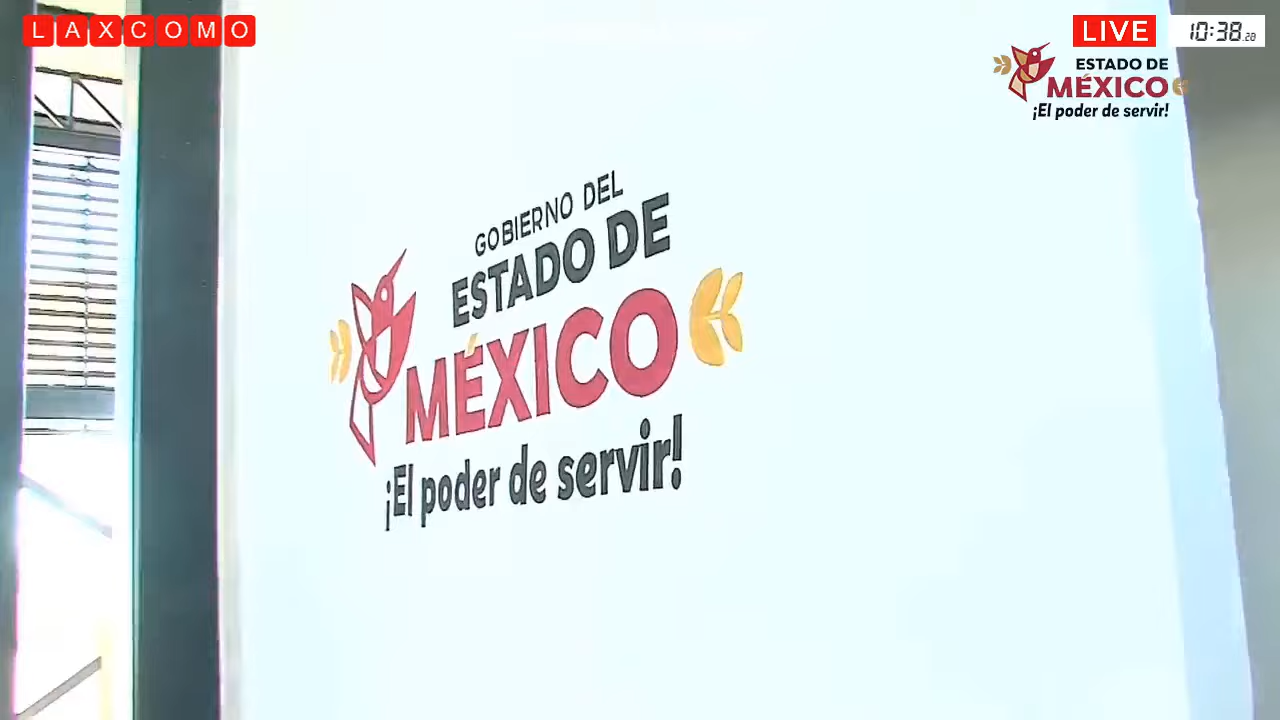 LAXCOMO
LIVE 10:38.28
ESTADO DE
MÉXICO
¡El poder de servir!
GOBIERNO DEL
ESTADO DE
MÉXICO
¡El poder de servir!